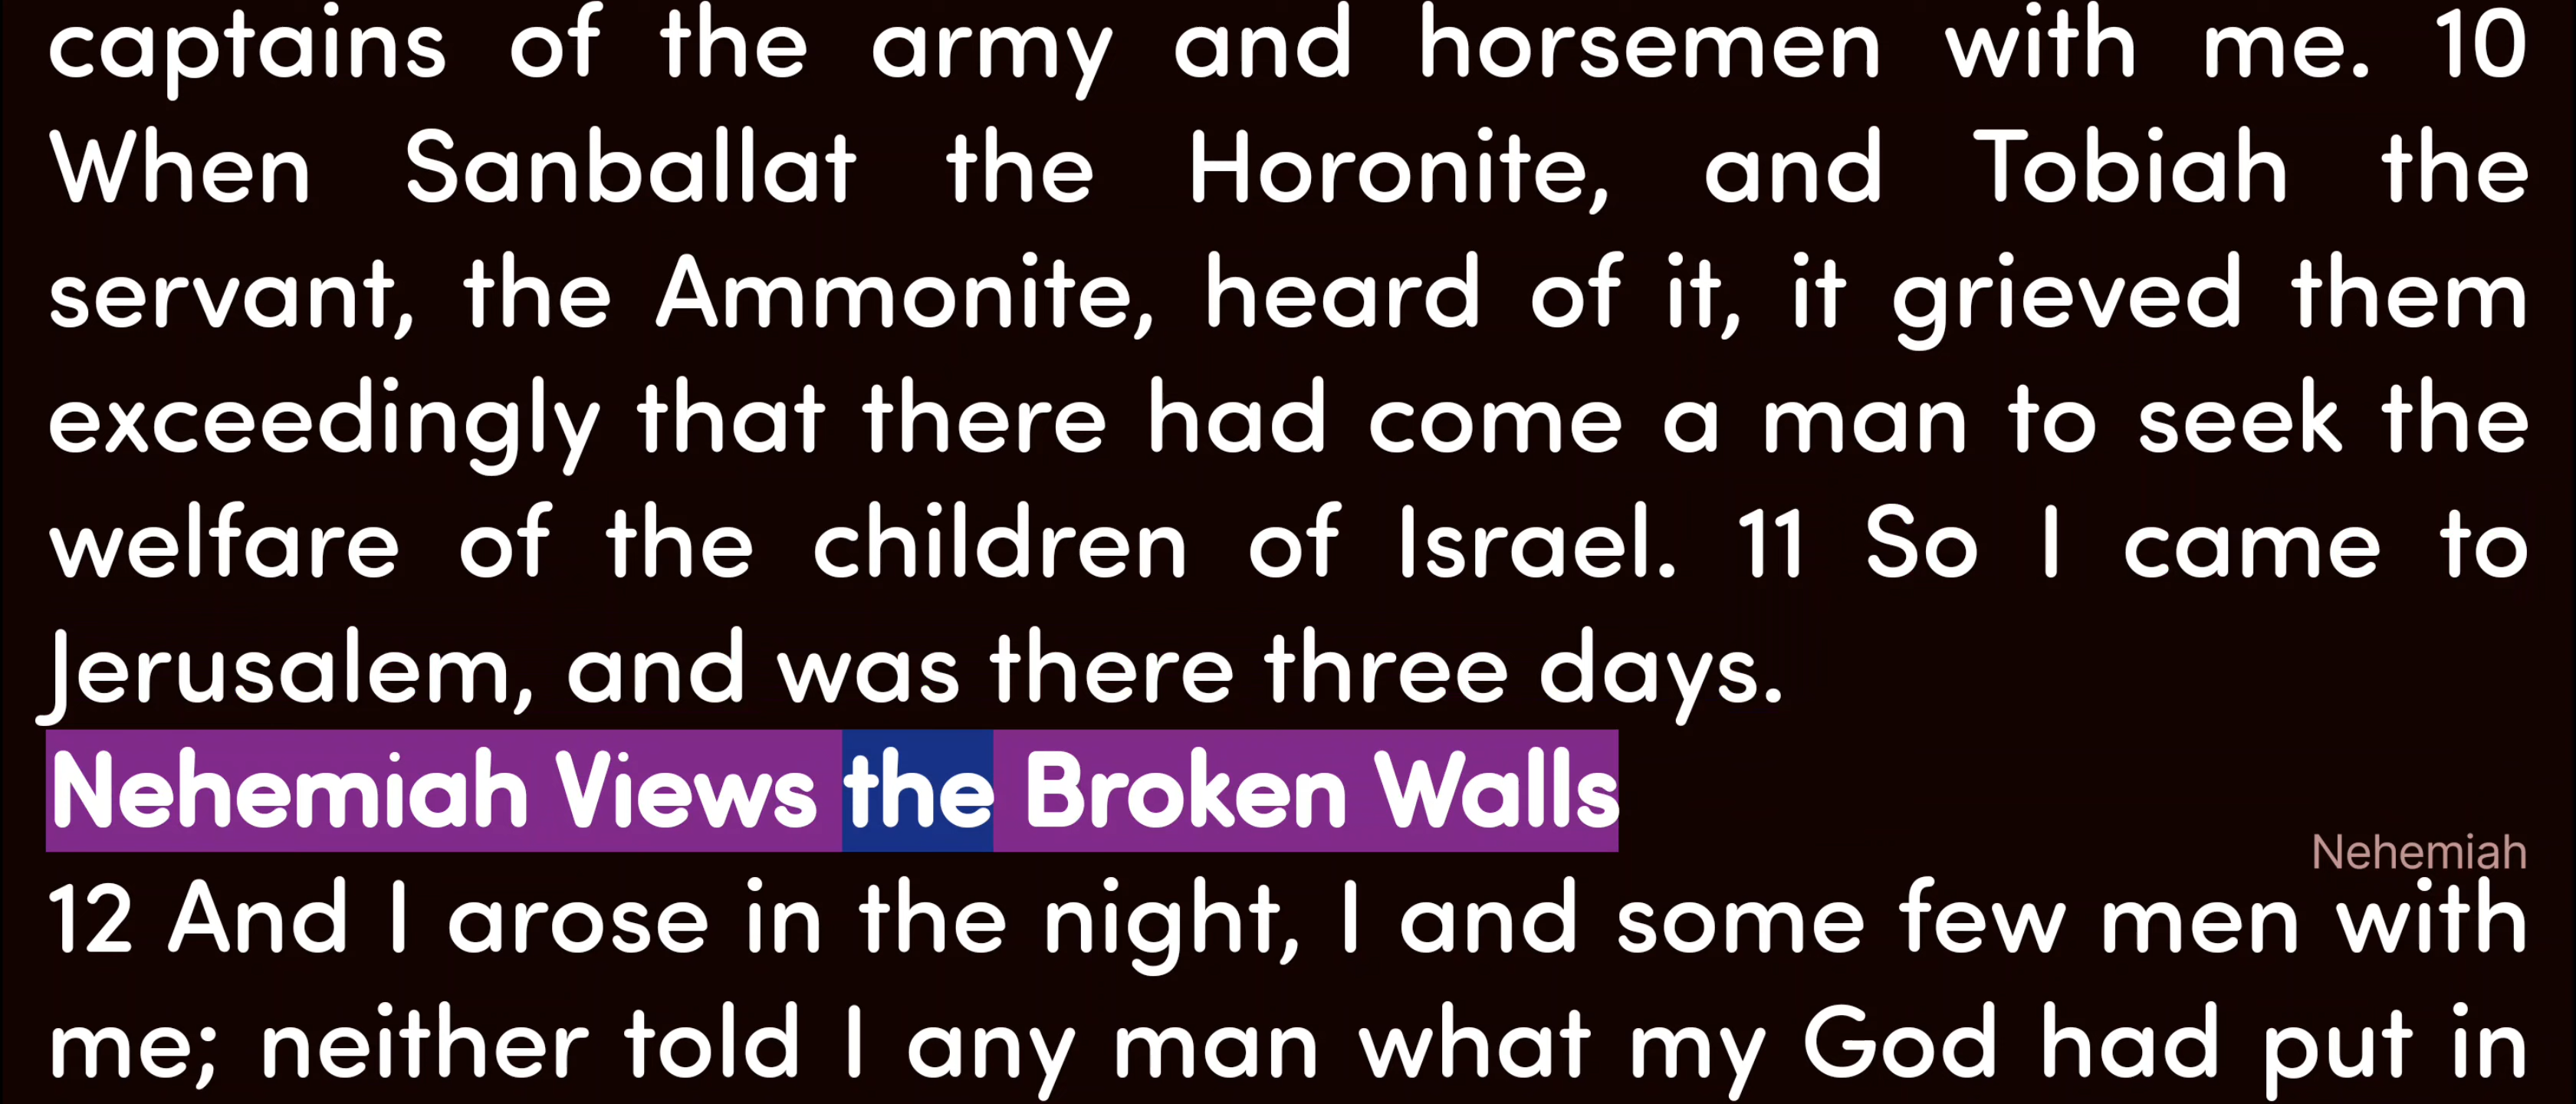 captains of the army and horsemen with me. 10
When Sanballat the Horonite, and Tobiah the
servant, the Ammonite, heard of it, it grieved them
exceedingly that there had come a man to seek the
welfare of the children of Israel. 11 So I came to
Jerusalem, and was there three days.
Nehemiah Views the Broken Walls
Nehemiah
12 And I arose in the night, I and some few men with
me; neither told I any man what my God had put in